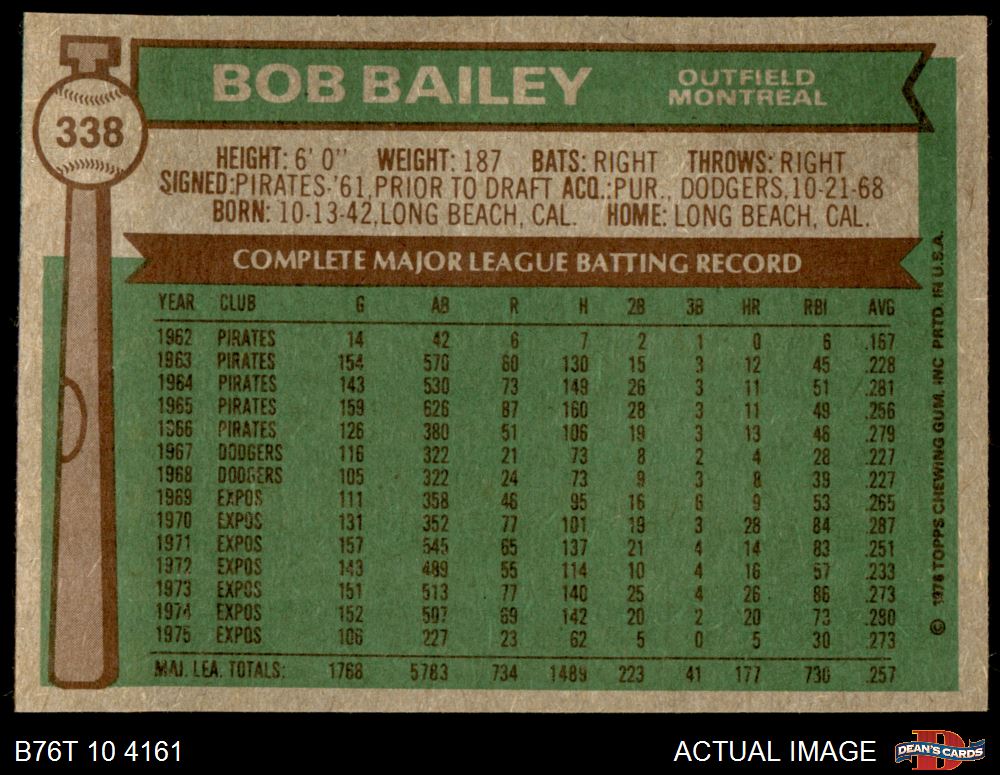 BOB BAILEY
OUTFIELD
MONTREAL
338
HEIGHT: 6' 0" WEIGHT: 187 BATS: RIGHT THROWS: RIGHT
SIGNED:PIRATES-'61,PRIOR TO DRAFT ACQ.:PUR., DODGERS,10-21-68
BORN: 10-13-42,LONG BEACH, CAL. HOME: LONG BEACH, CAL.
COMPLETE MAJOR LEAGUE BATTING RECORD
YEAR CLUB G AB R H 2B 3B HR RBI AVG
1962 PIRATES 14 42 6 7 2 1 0 6 .167
1963 PIRATES 154 570 60 130 15 3 12 45 .228
1964 PIRATES 143 530 73 149 26 3 11 51 .281
1965 PIRATES 159 626 87 160 28 3 11 49 .256
1966 PIRATES 126 380 51 106 19 3 13 46 .279
1967 DODGERS 116 322 21 73 8 2 4 28 .227
1968 DODGERS 105 322 24 73 9 3 8 39 .227
1969 EXPOS 111 358 46 95 16 6 9 53 .265
1970 EXPOS 131 352 77 101 19 3 28 84 .287
1971 EXPOS 157 545 65 137 21 4 14 83 .251
1972 EXPOS 143 489 55 114 10 4 16 57 .233
1973 EXPOS 151 513 77 140 25 4 26 86 .273
1974 EXPOS 152 507 69 142 20 2 20 73 .280
1975 EXPOS 106 227 23 62 5 0 5 30 .273
MAJ. LEA. TOTALS: 1768 5783 734 1489 223 41 177 730 .257
© 1976 TOPPS CHEWING GUM, INC PRTD. IN U.S.A.
B76T 10 4161
ACTUAL IMAGE
DEAN'S CARDS